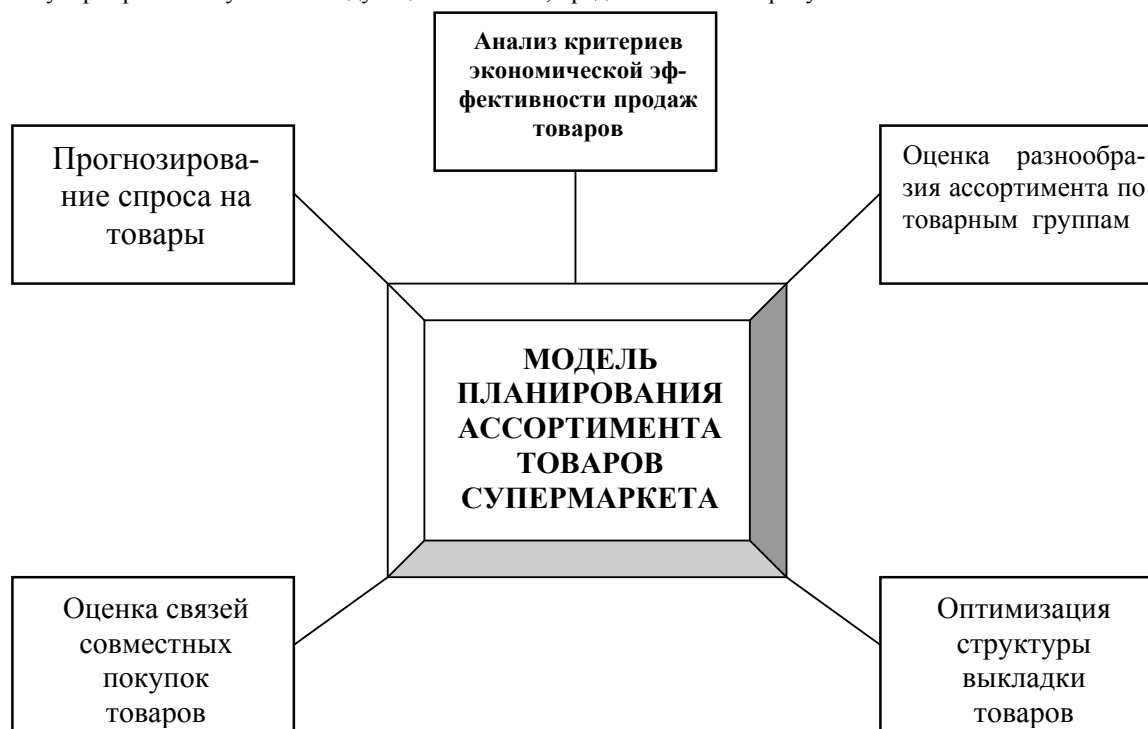 Анализ критериев
экономической эф-
фективности продаж
товаров
Прогнозирова-
ние спроса на
товары
Оценка разнообра-
зия ассортимента по
товарным группам
МОДЕЛЬ
ПЛАНИРОВАНИЯ
АССОРТИМЕНТА
ТОВАРОВ
СУПЕРМАРКЕТА
Оценка связей
совместных
покупок
товаров
Оптимизация
структуры
выкладки
товаров